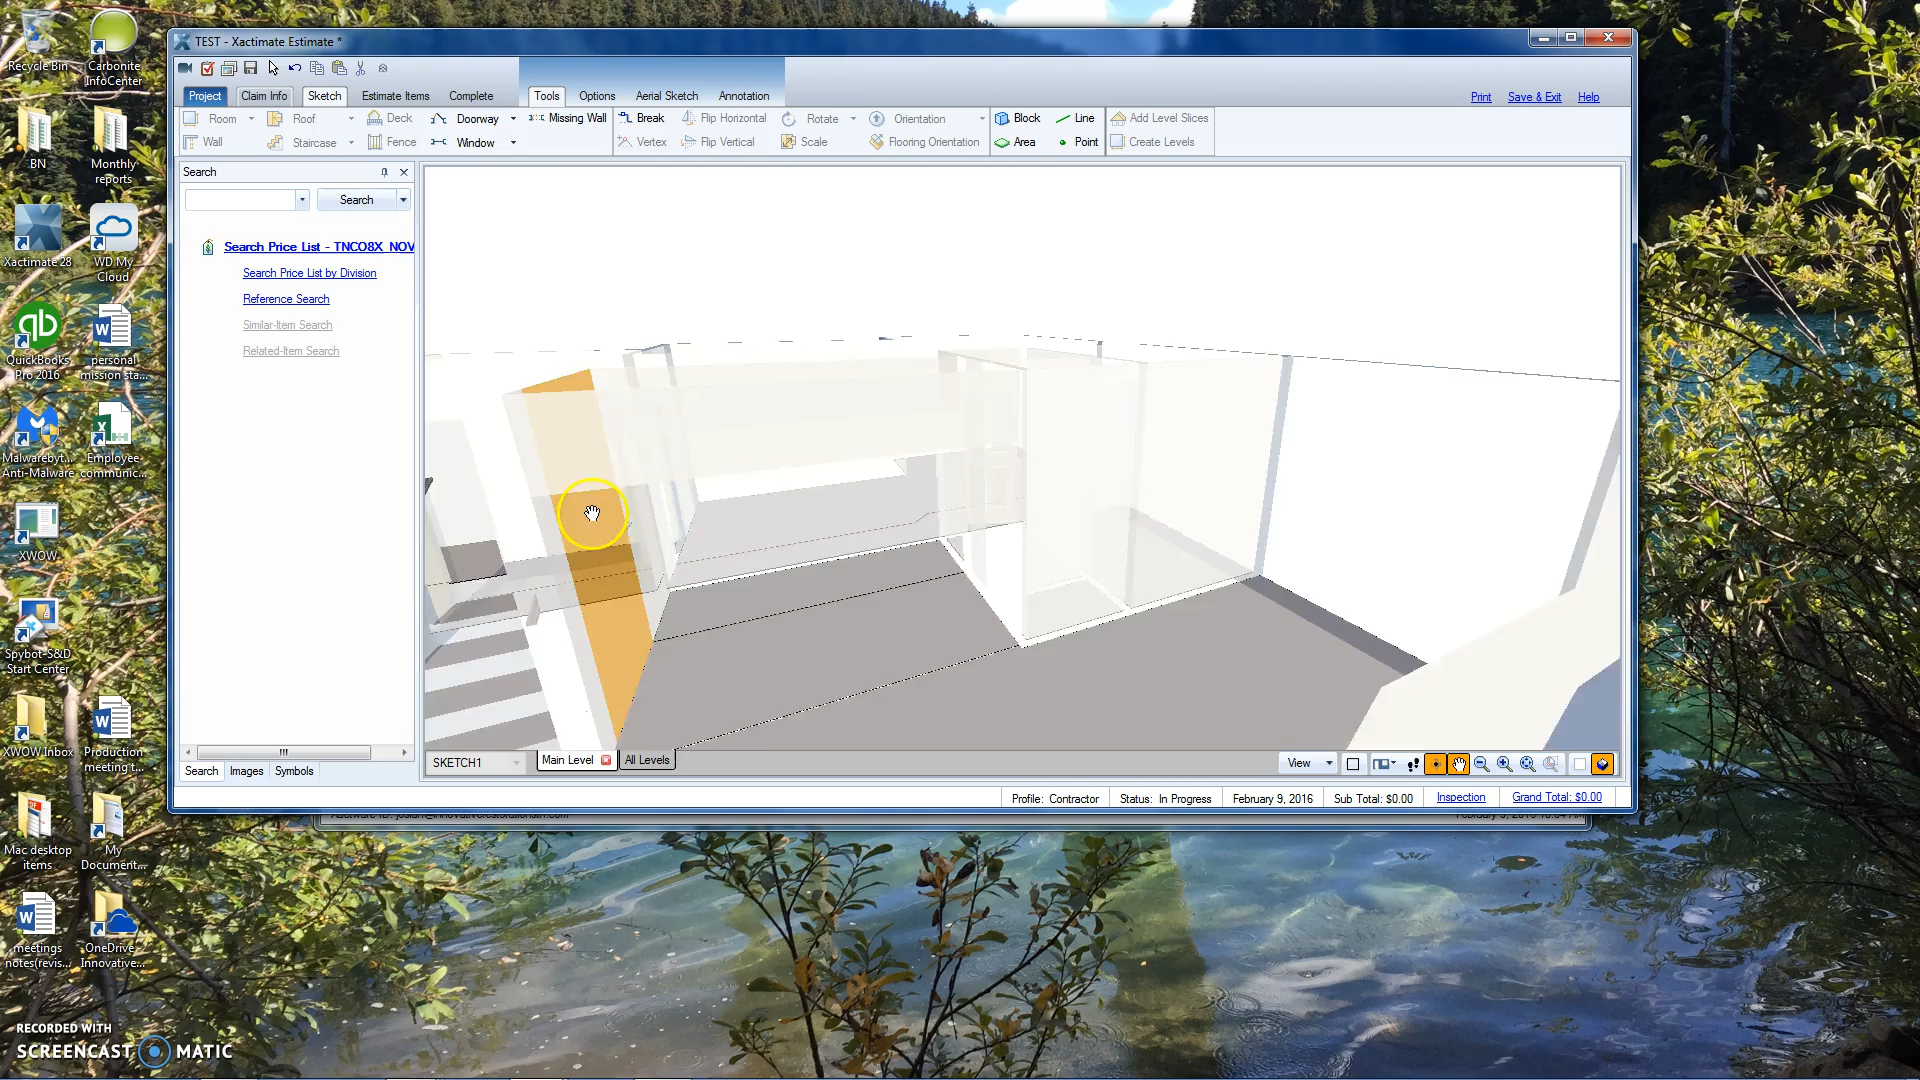 Recycle Bin
Carbonite
InfoCenter
BN
Monthly
reports
Xactimate 28
WD My
Cloud
QuickBooks
Pro 2016
personal
mission sta...
Malwarebyt...
Anti-Malware
Employee
communic...
XWOW
Spybot-S&D
Start Center
XWOW Inbox
Production
meeting t...
Mac desktop
items
My
Document...
meetings
notes(revis...
OneDrive -
Innovative...
RECORDED WITH
SCREENCAST MATIC
TEST - Xactimate Estimate *
Project Claim Info Sketch Estimate Items Complete Tools Options Aerial Sketch Annotation
Print Save & Exit Help
Room Roof Deck Doorway Missing Wall Break Flip Horizontal Rotate Orientation Block Line Add Level Slices
Wall Staircase Fence Window Vertex Flip Vertical Scale Flooring Orientation Area Point Create Levels
Search
Search
Search Price List - TNCO8X_NOV
Search Price List by Division
Reference Search
Similar-Item Search
Related-Item Search
Search Images Symbols
SKETCH1 Main Level All Levels View
Profile: Contractor Status: In Progress February 9, 2016 Sub Total: $0.00 Inspection Grand Total: $0.00